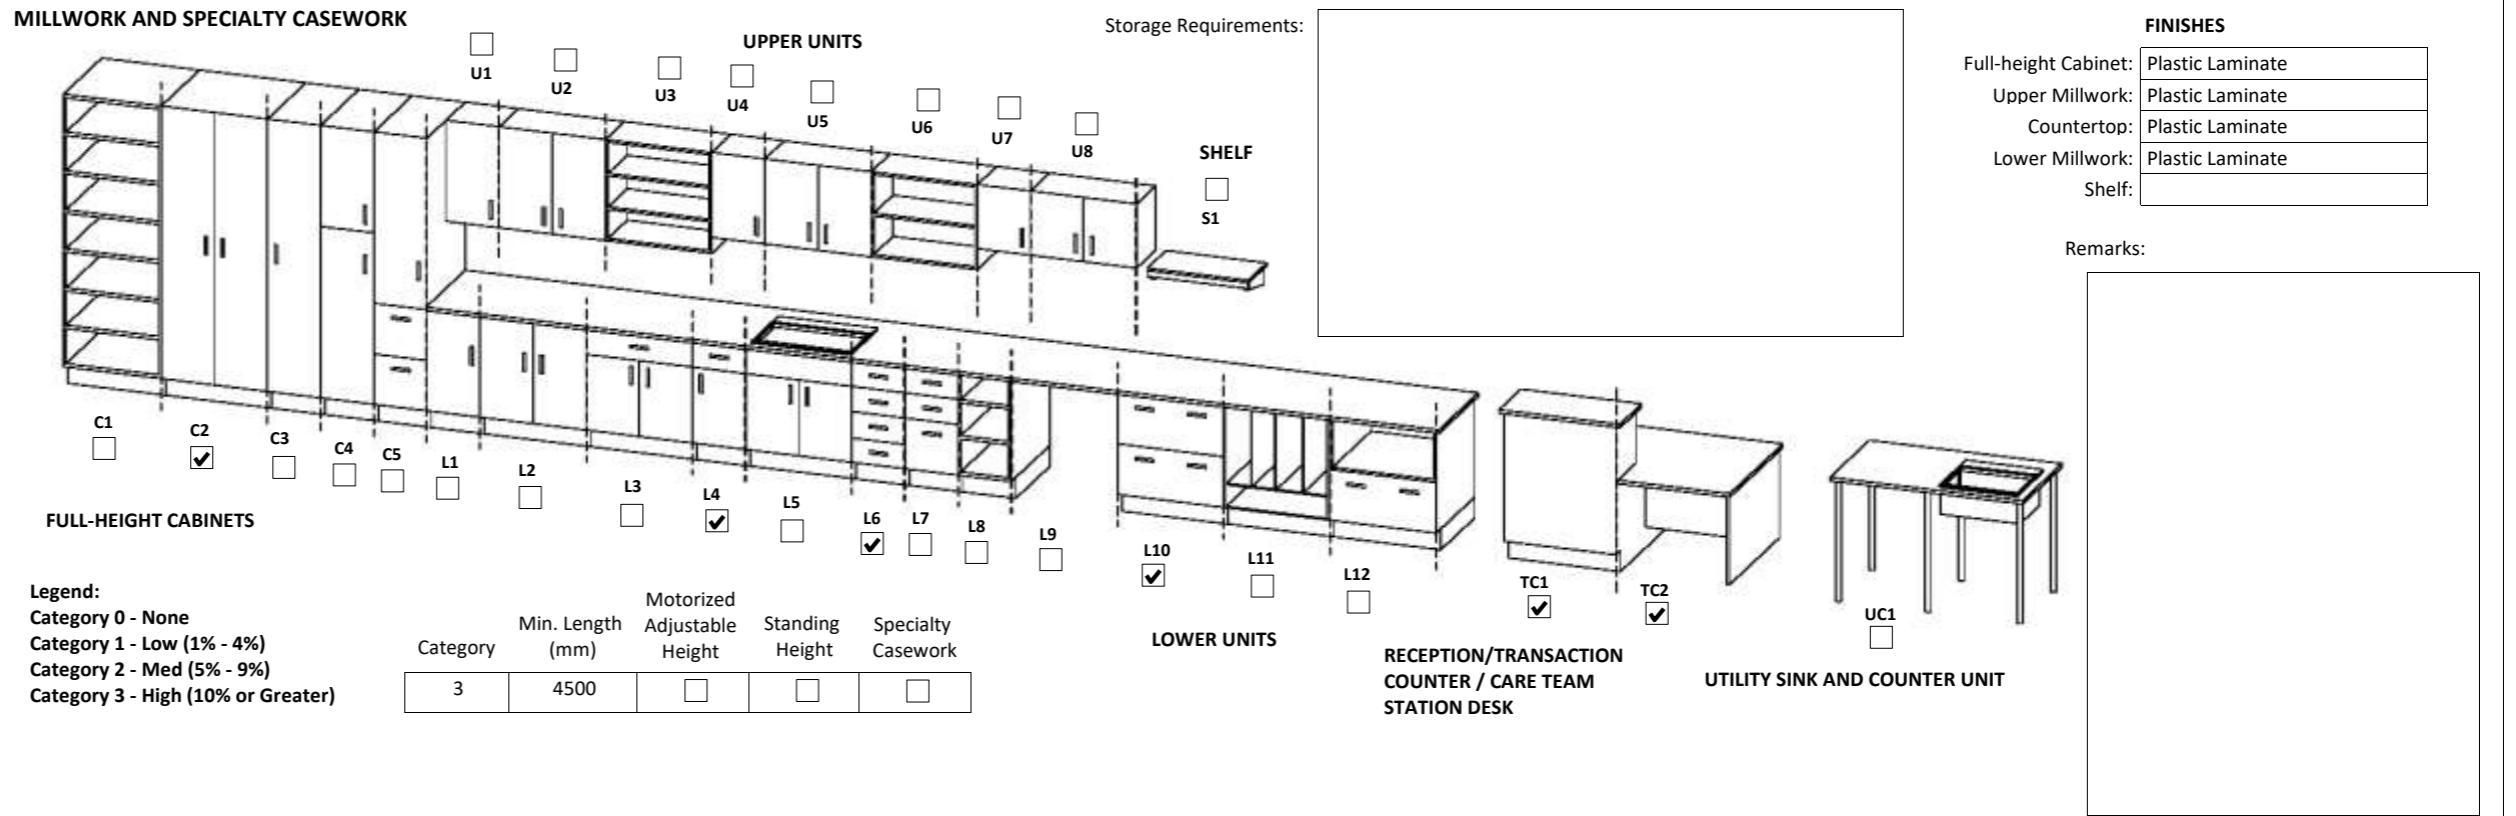 MILLWORK AND SPECIALTY CASEWORK
UPPER UNITS
U1
U2
U3
U4
U5
U6
U7
U8
SHELF
S1
Storage Requirements:
FINISHES
Full-height Cabinet: Plastic Laminate
Upper Millwork: Plastic Laminate
Countertop: Plastic Laminate
Lower Millwork: Plastic Laminate
Shelf:
Remarks:
C1
C2
C3
C4
C5
L1
L2
L3
L4
L5
L6
L7
L8
L9
L10
L11
L12
TC1
TC2
UC1
FULL-HEIGHT CABINETS
LOWER UNITS
RECEPTION/TRANSACTION
COUNTER / CARE TEAM
STATION DESK
UTILITY SINK AND COUNTER UNIT
Legend:
Category 0 - None
Category 1 - Low (1% - 4%)
Category 2 - Med (5% - 9%)
Category 3 - High (10% or Greater)
Category
Min. Length
(mm)
Motorized
Adjustable
Height
Standing
Height
Specialty
Casework
3
4500